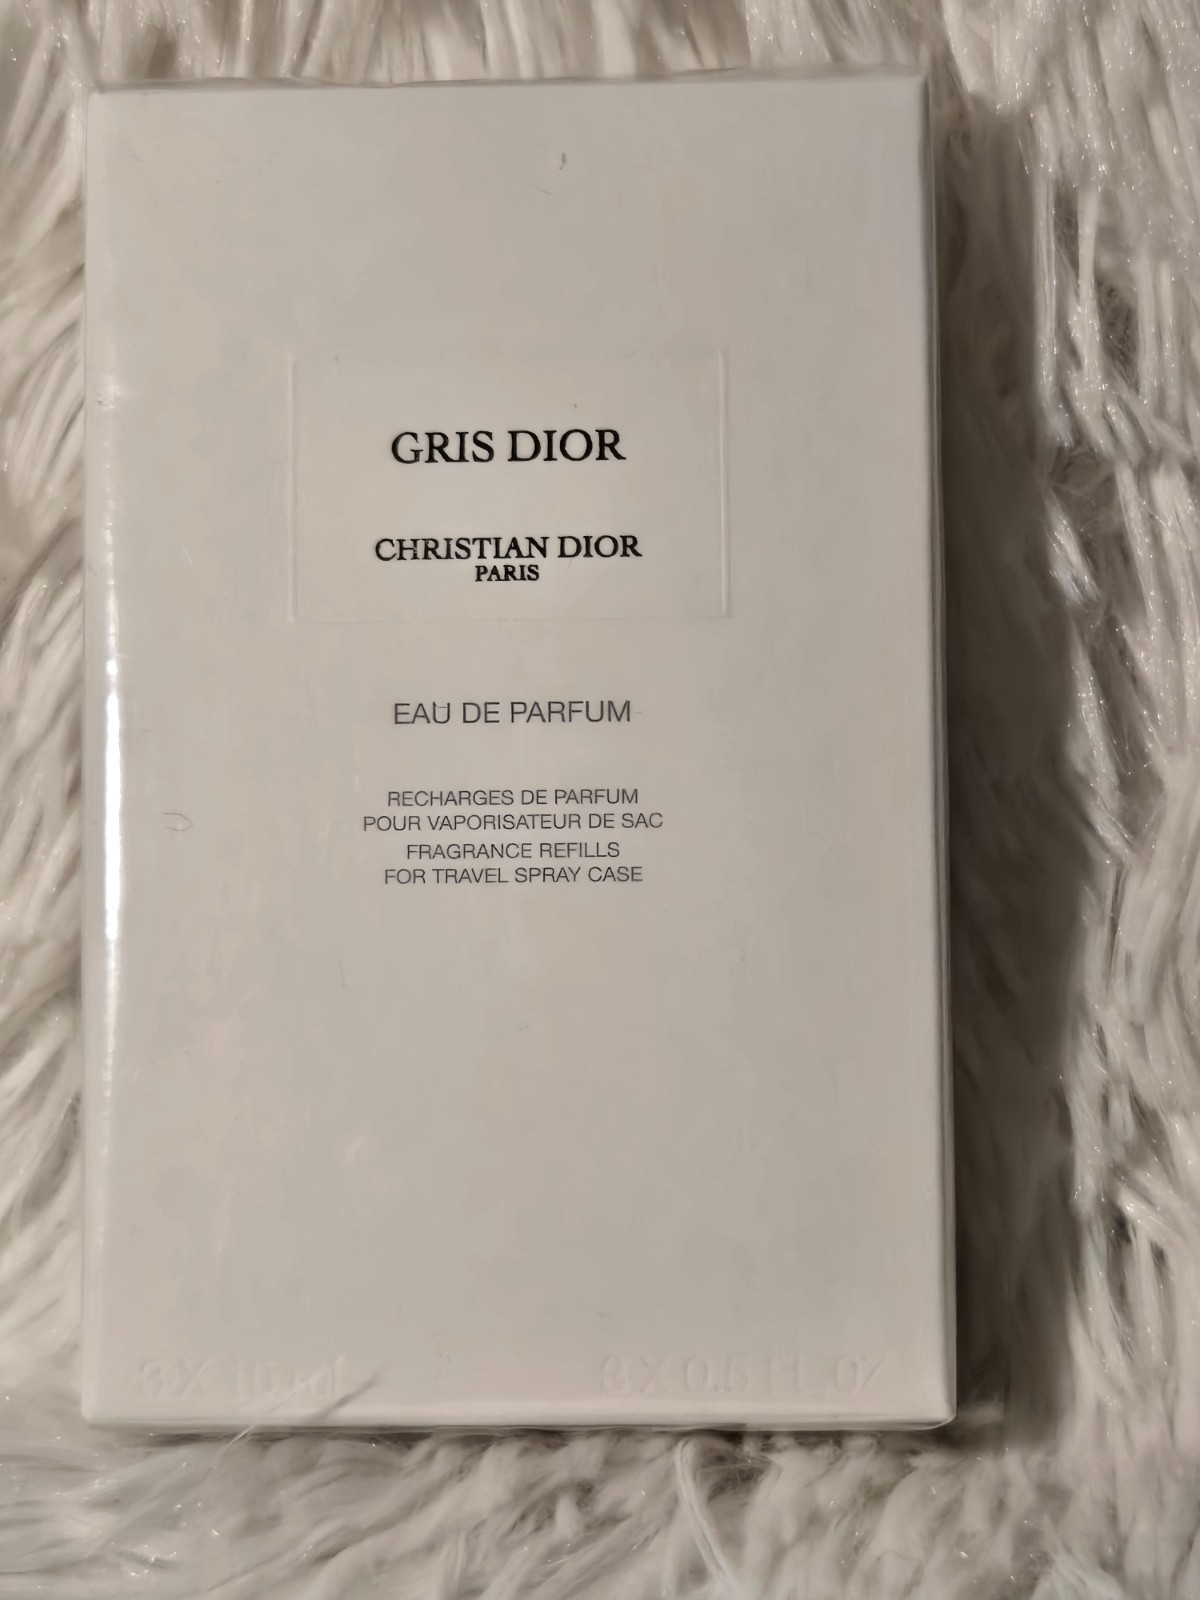 GRIS DIOR
CHRISTIAN DIOR
PARIS
EAU DE PARFUM
RECHARGES DE PARFUM
POUR VAPORISATEUR DE SAC
FRAGRANCE REFILLS
FOR TRAVEL SPRAY CASE